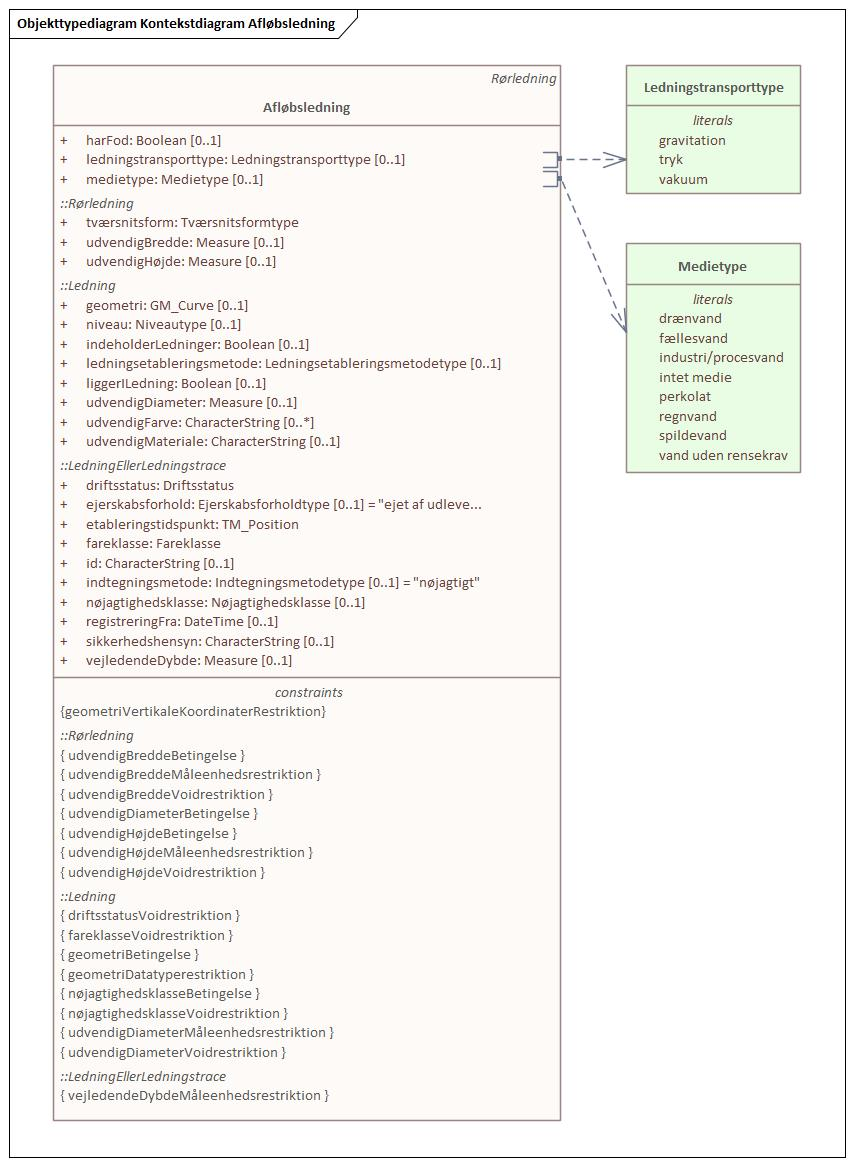 Objekttypediagram Kontekstdiagram Afløbsledning
Rørledning
Afløbsledning
+ harFod: Boolean [0..1]
+ ledningstransporttype: Ledningstransporttype [0..1]
+ medietype: Medietype [0..1]
::Rørledning
+ tværsnitsform: Tværsnitsformtype
+ udvendigBredde: Measure [0..1]
+ udvendigHøjde: Measure [0..1]
::Ledning
+ geometri: GM_Curve [0..1]
+ niveau: Niveautype [0..1]
+ indeholderLedninger: Boolean [0..1]
+ ledningsetableringsmetode: Ledningsetableringsmetodetype [0..1]
+ liggerILedning: Boolean [0..1]
+ udvendigDiameter: Measure [0..1]
+ udvendigFarve: CharacterString [0..*]
+ udvendigMateriale: CharacterString [0..1]
::LedningEllerLedningstrace
+ driftsstatus: Driftsstatus
+ ejerskabsforhold: Ejerskabsforholdtype [0..1] = "ejet af udleve...
+ etableringstidspunkt: TM_Position
+ fareklasse: Fareklasse
+ id: CharacterString [0..1]
+ indtegningsmetode: Indtegningsmetodetype [0..1] = "nøjagtigt"
+ nøjagtighedsklasse: Nøjagtighedsklasse [0..1]
+ registreringFra: DateTime [0..1]
+ sikkerhedshensyn: CharacterString [0..1]
+ vejledendeDybde: Measure [0..1]
constraints
{geometriVertikaleKoordinaterRestriktion}
::Rørledning
{ udvendigBreddeBetingelse }
{ udvendigBreddeMåleenhedsrestriktion }
{ udvendigBreddeVoidrestriktion }
{ udvendigDiameterBetingelse }
{ udvendigHøjdeBetingelse }
{ udvendigHøjdeMåleenhedsrestriktion }
{ udvendigHøjdeVoidrestriktion }
::Ledning
{ driftsstatusVoidrestriktion }
{ fareklasseVoidrestriktion }
{ geometriBetingelse }
{ geometriDatatyperestriktion }
{ nøjagtighedsklasseBetingelse }
{ nøjagtighedsklasseVoidrestriktion }
{ udvendigDiameterMåleenhedsrestriktion }
{ udvendigDiameterVoidrestriktion }
::LedningEllerLedningstrace
{ vejledendeDybdeMåleenhedsrestriktion }
Ledningstransporttype
literals
gravitation
tryk
vakuum
Medietype
literals
drænvand
fællesvand
industri/procesvand
intet medie
perkolat
regnvand
spildevand
vand uden rensekrav